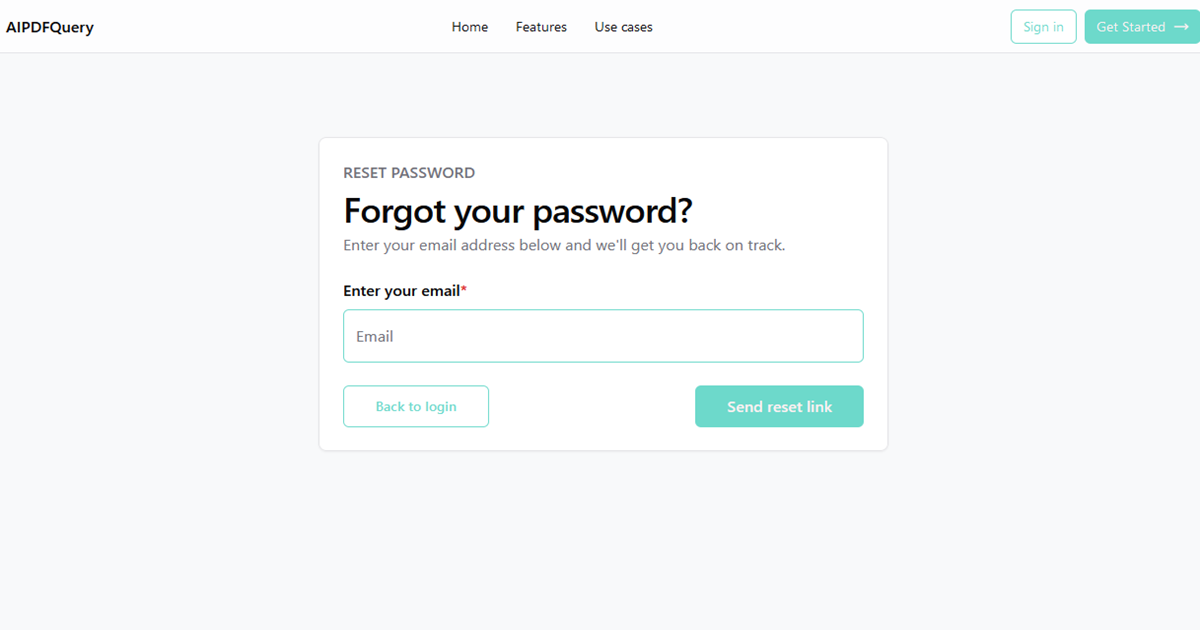 AIPDFQuery
Home Features Use cases
Sign in Get Started →
RESET PASSWORD
Forgot your password?
Enter your email address below and we'll get you back on track.
Enter your email*
Email
Back to login Send reset link